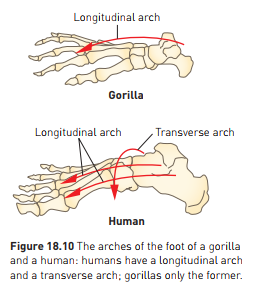 Longitudinal arch
Gorilla
Longitudinal arch
Transverse arch
Human
Figure 18.10 The arches of the foot of a gorilla
and a human: humans have a longitudinal arch
and a transverse arch; gorillas only the former.